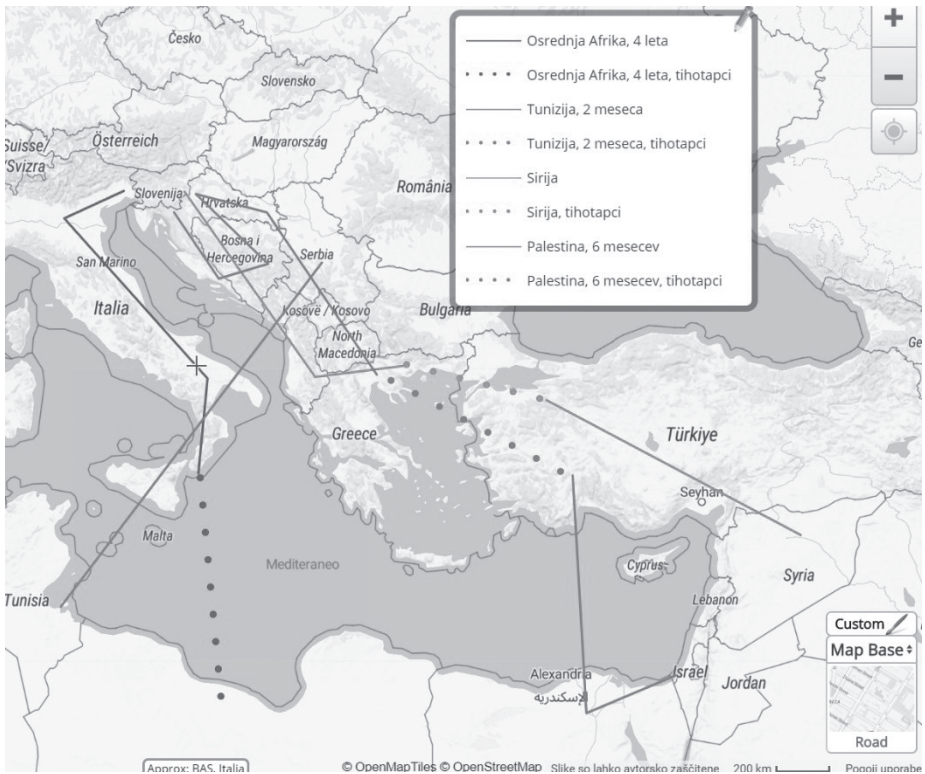 Česko
Slovensko
Österreich
Magyarország
Suisse/
/Svizra
Slovenija
Hrvatska
România
Bosna i
Hercegovina
Serbia
San Marino
Italia
Kosovë / Kosovo
Bulgaria
North
Macedonia
Greece
Türkiye
Seyhan
Malta
Mediteraneo
Cyprus
Syria
Lebanon
Tunisia
Israel
Jordan
Alexandria
الإسكندرية
Osrednja Afrika, 4 leta
Osrednja Afrika, 4 leta, tihotapci
Tunizija, 2 meseca
Tunizija, 2 meseca, tihotapci
Sirija
Sirija, tihotapci
Palestina, 6 mesecev
Palestina, 6 mesecev, tihotapci
+
−
Ge
Custom
Map Base
Road
Approx: BAS, Italia
© OpenMapTiles © OpenStreetMap
Slike so lahko avtorsko zaščitene
200 km
Pogoji uporabe